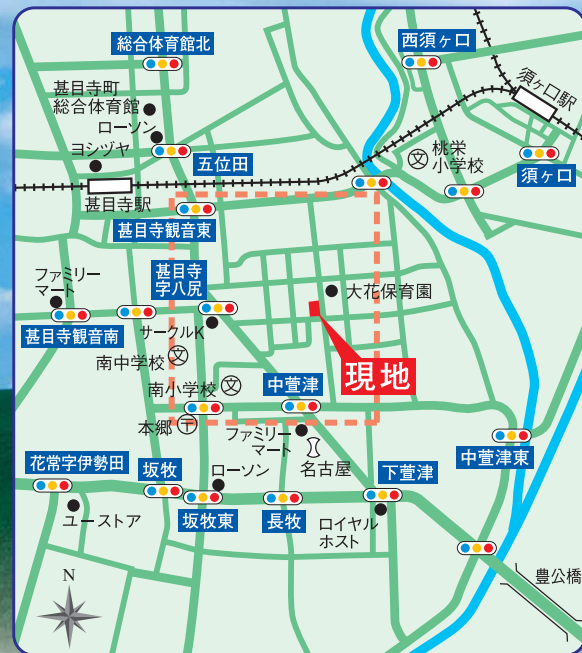 総合体育館北
西須ヶ口
須ヶ口駅
甚目寺町
総合体育館
ローソン
ヨシヅヤ
五位田
桃栄
小学校
文
須ヶ口
甚目寺駅
甚目寺観音東
ファミリー
マート
甚目寺
字八尻
大花保育園
甚目寺観音南
サークルK
南中学校
文
現地
南小学校
文
中萱津
本郷
〒
ファミリー
マート
名古屋
中萱津東
花常字伊勢田
坂牧
ローソン
下萱津
ユーストア
坂牧東
長牧
ロイヤル
ホスト
豊公橋
N